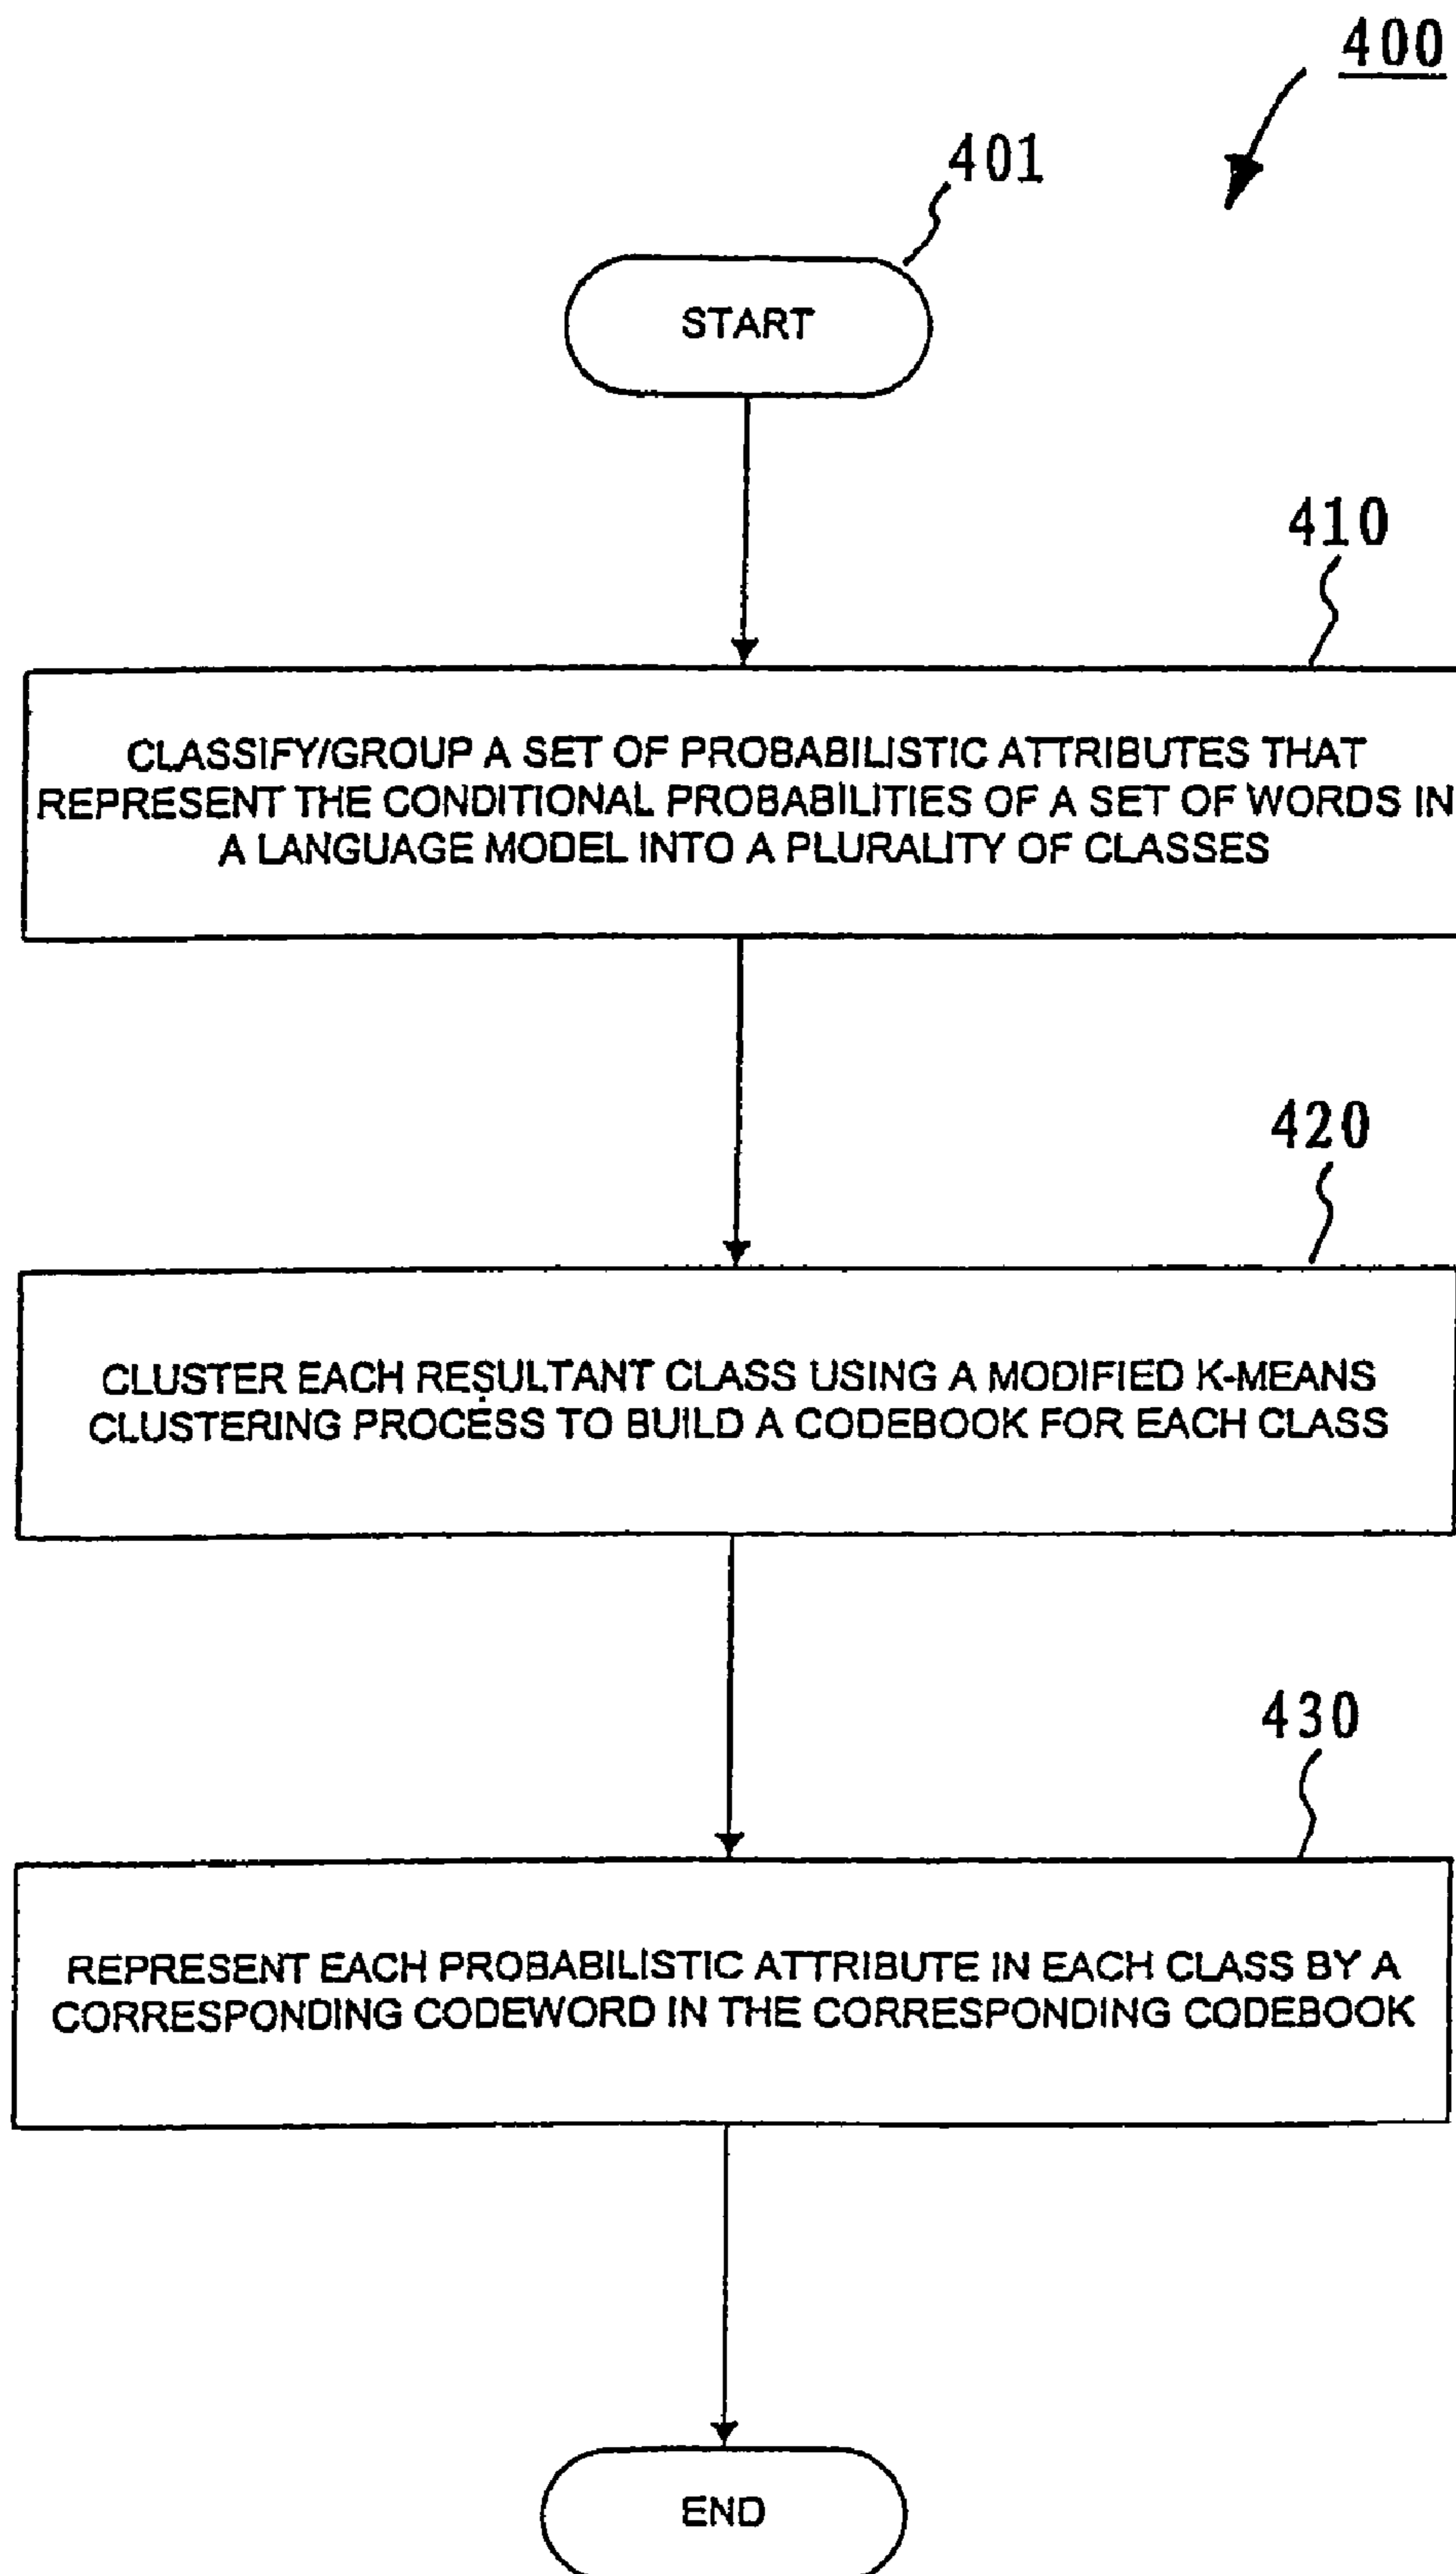 400
401
START
410
CLASSIFY/GROUP A SET OF PROBABILISTIC ATTRIBUTES THAT
REPRESENT THE CONDITIONAL PROBABILITIES OF A SET OF WORDS IN
A LANGUAGE MODEL INTO A PLURALITY OF CLASSES
420
CLUSTER EACH RESULTANT CLASS USING A MODIFIED K-MEANS
CLUSTERING PROCESS TO BUILD A CODEBOOK FOR EACH CLASS
430
REPRESENT EACH PROBABILISTIC ATTRIBUTE IN EACH CLASS BY A
CORRESPONDING CODEWORD IN THE CORRESPONDING CODEBOOK
END